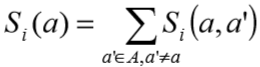 S_i(a) = ∑_{a'∈A,a'≠a} S_i(a,a')